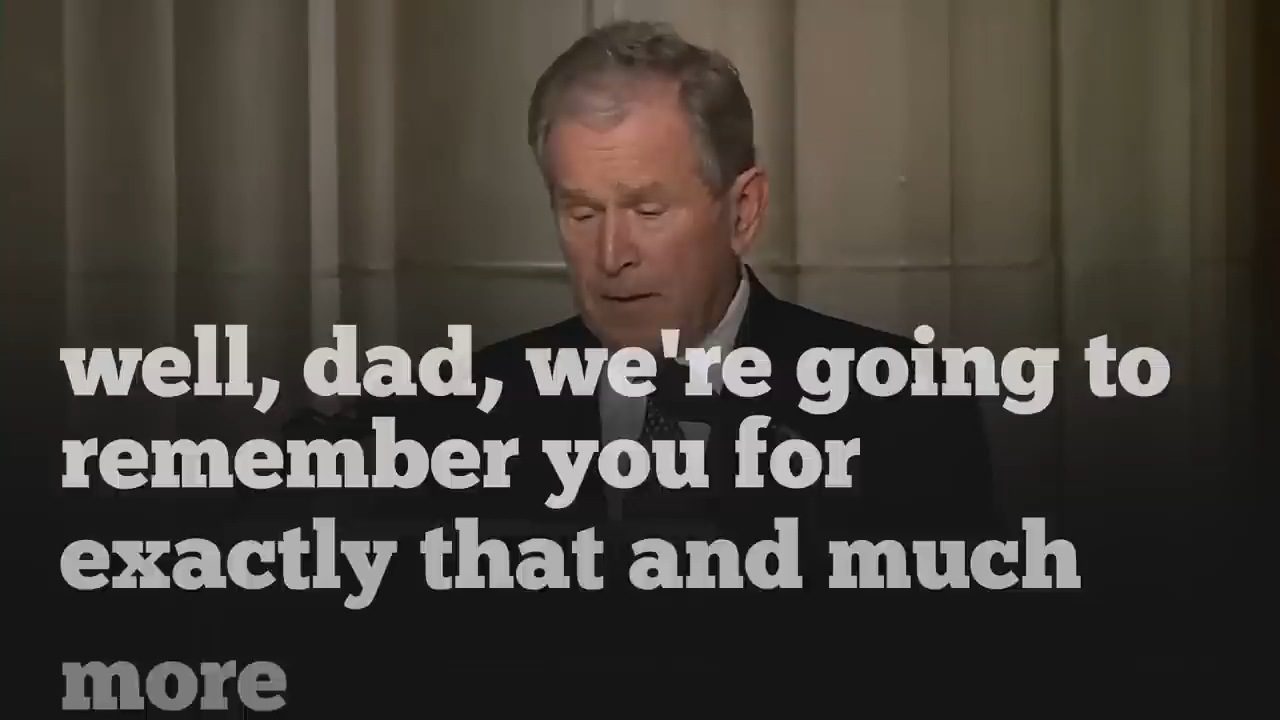 well, dad, we're going to
remember you for
exactly that and much
more